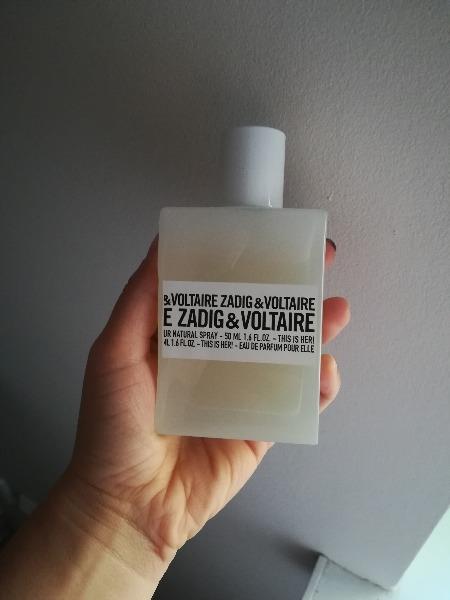 &VOLTAIRE ZADIG&VOLTAIRE
E ZADIG&VOLTAIRE
UR NATURAL SPRAY - 50 ML 1.6 FL.OZ. - THIS IS HER!
4L 1.6 FL.OZ. - THIS IS HER! - EAU DE PARFUM POUR ELLE